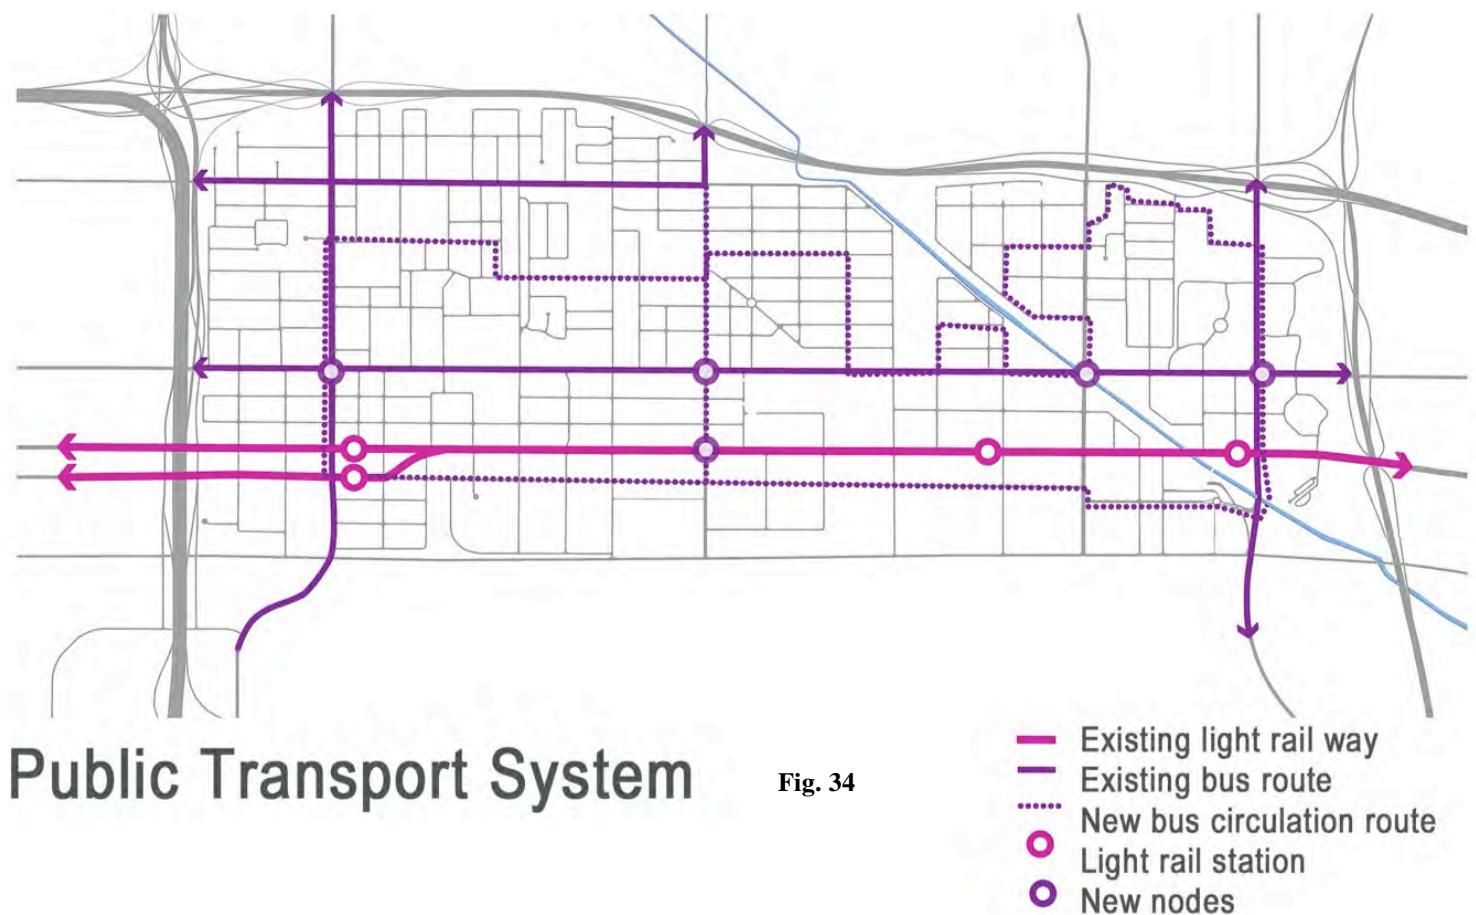 Public Transport System
Fig. 34
Existing light rail way
Existing bus route
New bus circulation route
Light rail station
New nodes